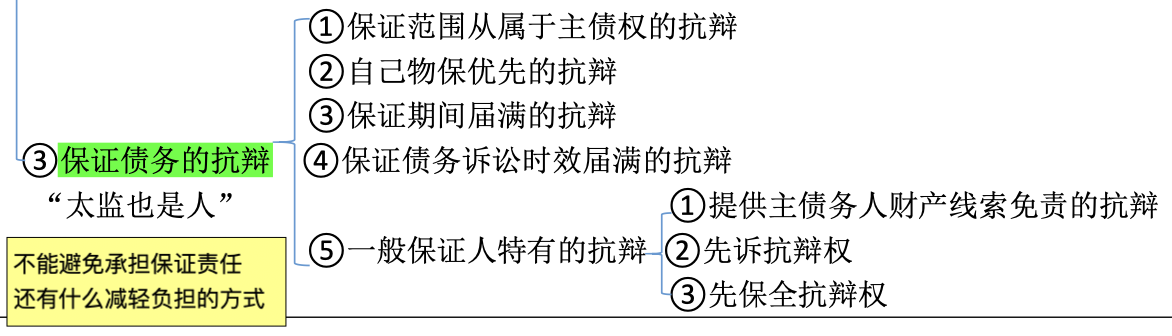 ③保证债务的抗辩
“太监也是人”
不能避免承担保证责任
还有什么减轻负担的方式
①保证范围从属于主债权的抗辩
②自己物保优先的抗辩
③保证期间届满的抗辩
④保证债务诉讼时效届满的抗辩
⑤一般保证人特有的抗辩
①提供主债务人财产线索免责的抗辩
②先诉抗辩权
③先保全抗辩权